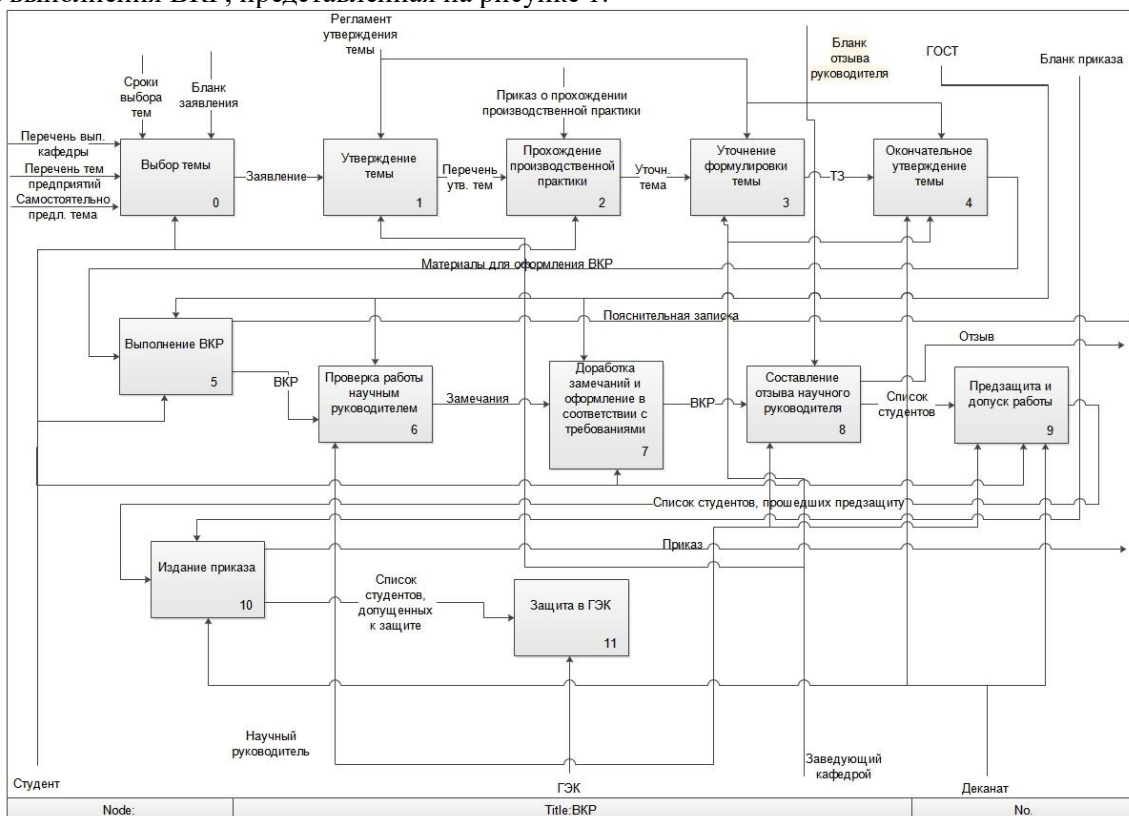 выполнения ВКР, представленная на рисунке 1.
Регламент
утверждения
темы
Бланк
отзыва
руководителя
ГОСТ
Бланк приказа
Сроки
выбора
тем
Бланк
заявления
Приказ о прохождении
производственной практики
Перечень вып.
кафедры
Перечень тем
предприятий
Самостоятельно
предл. тема
Выбор темы
0
Заявление
Утверждение
темы
1
Перечень
утв. тем
Прохождение
производственной
практики
2
Уточн.
тема
Уточнение
формулировки
темы
3
ТЗ
Окончательное
утверждение
темы
4
Материалы для оформления ВКР
Пояснительная записка
Выполнение ВКР
5
ВКР
Проверка работы
научным
руководителем
6
Замечания
Доработка
замечаний и
оформление в
соответствии с
требованиями
7
ВКР
Составление
отзыва научного
руководителя
8
Отзыв
Список
студентов
Предзащита и
допуск работы
9
Список студентов, прошедших предзащиту
Издание приказа
10
Приказ
Список
студентов,
допущенных
к защите
Защита в ГЭК
11
Научный
руководитель
Заведующий
кафедрой
Студент
ГЭК
Деканат
Node:
Title:ВКР
No.